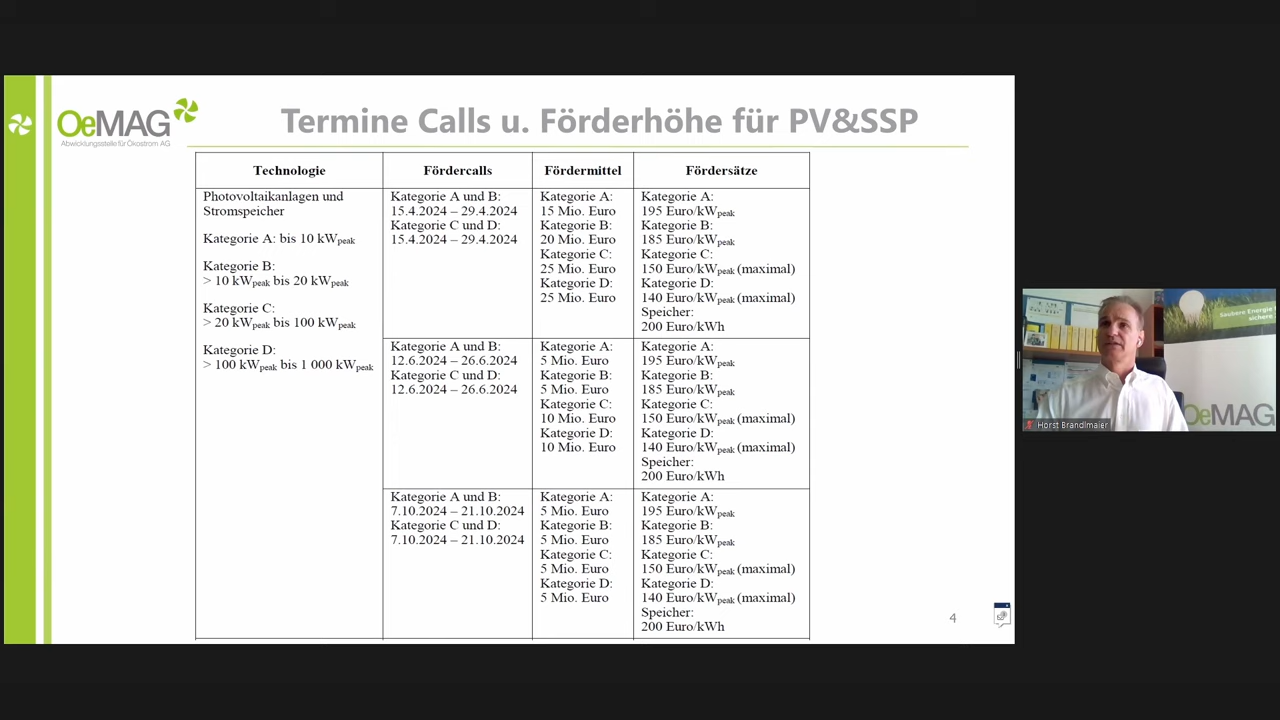 OeMAG
Abwicklungsstelle für Ökostrom AG
Termine Calls u. Förderhöhe für PV&SSP
Technologie
Fördercalls
Fördermittel
Fördersätze
Photovoltaikanlagen und
Stromspeicher
Kategorie A: bis 10 kWpeak
Kategorie B:
> 10 kWpeak bis 20 kWpeak
Kategorie C:
> 20 kWpeak bis 100 kWpeak
Kategorie D:
> 100 kWpeak bis 1 000 kWpeak
Kategorie A und B:
15.4.2024 – 29.4.2024
Kategorie C und D:
15.4.2024 – 29.4.2024
Kategorie A:
15 Mio. Euro
Kategorie B:
20 Mio. Euro
Kategorie C:
25 Mio. Euro
Kategorie D:
25 Mio. Euro
Kategorie A:
195 Euro/kWpeak
Kategorie B:
185 Euro/kWpeak
Kategorie C:
150 Euro/kWpeak (maximal)
Kategorie D:
140 Euro/kWpeak (maximal)
Speicher:
200 Euro/kWh
Kategorie A und B:
12.6.2024 – 26.6.2024
Kategorie C und D:
12.6.2024 – 26.6.2024
Kategorie A:
5 Mio. Euro
Kategorie B:
5 Mio. Euro
Kategorie C:
10 Mio. Euro
Kategorie D:
10 Mio. Euro
Kategorie A:
195 Euro/kWpeak
Kategorie B:
185 Euro/kWpeak
Kategorie C:
150 Euro/kWpeak (maximal)
Kategorie D:
140 Euro/kWpeak (maximal)
Speicher:
200 Euro/kWh
Kategorie A und B:
7.10.2024 – 21.10.2024
Kategorie C und D:
7.10.2024 – 21.10.2024
Kategorie A:
5 Mio. Euro
Kategorie B:
5 Mio. Euro
Kategorie C:
5 Mio. Euro
Kategorie D:
5 Mio. Euro
Kategorie A:
195 Euro/kWpeak
Kategorie B:
185 Euro/kWpeak
Kategorie C:
150 Euro/kWpeak (maximal)
Kategorie D:
140 Euro/kWpeak (maximal)
Speicher:
200 Euro/kWh
4
Saubere Energie
sichere
OeMAG
Horst Brandlmaier